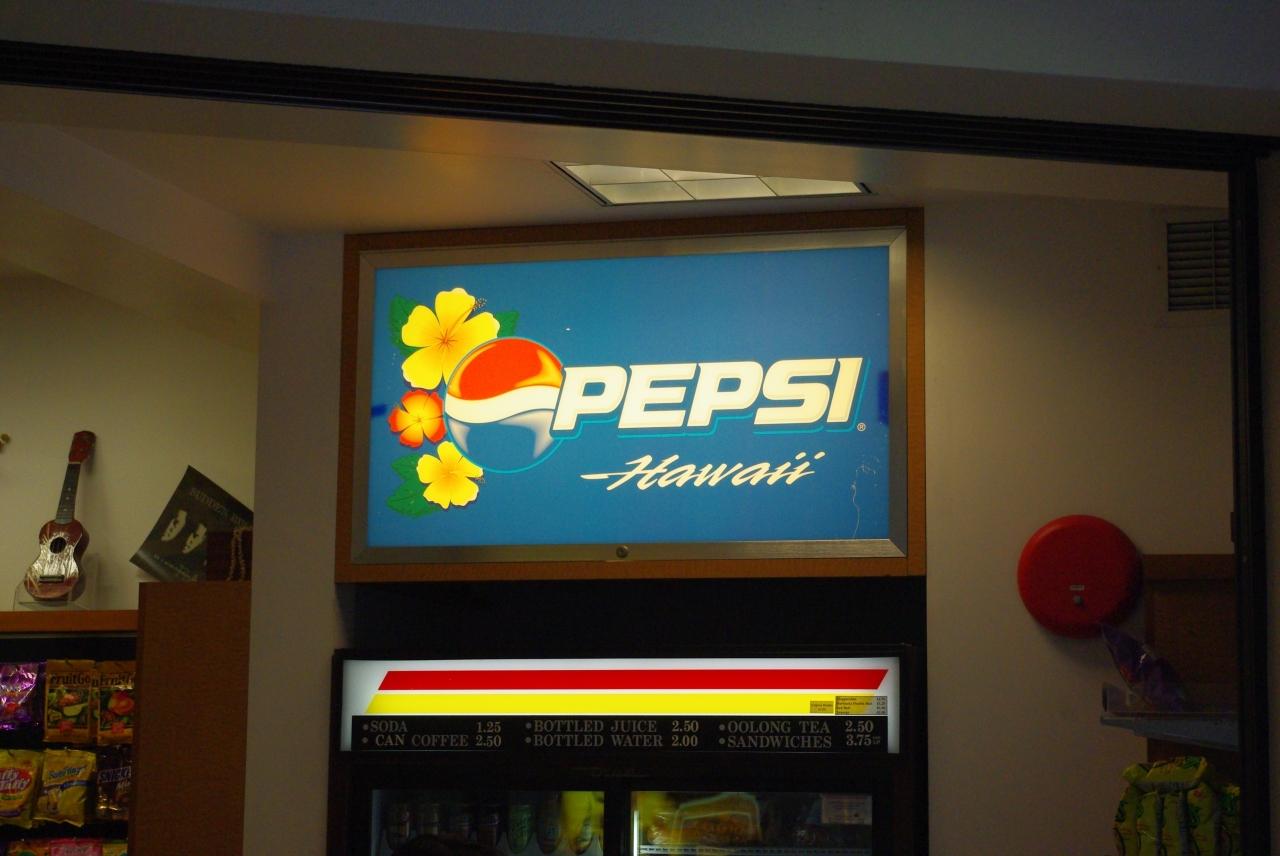 PEPSI
®
Hawaii
•SODA 1.25 •BOTTLED JUICE 2.50 •OOLONG TEA 2.50
•CAN COFFEE 2.50 •BOTTLED WATER 2.00 •SANDWICHES 3.75